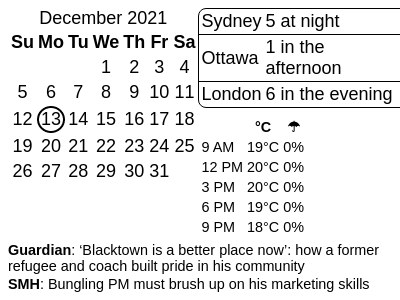 December 2021
Su Mo Tu We Th Fr Sa
1 2 3 4
5 6 7 8 9 10 11
12 13 14 15 16 17 18
19 20 21 22 23 24 25
26 27 28 29 30 31
Sydney 5 at night
Ottawa 1 in the afternoon
London 6 in the evening
°C ☂
9 AM 19°C 0%
12 PM 20°C 0%
3 PM 20°C 0%
6 PM 19°C 0%
9 PM 18°C 0%
Guardian: ‘Blacktown is a better place now’: how a former
refugee and coach built pride in his community
SMH: Bungling PM must brush up on his marketing skills